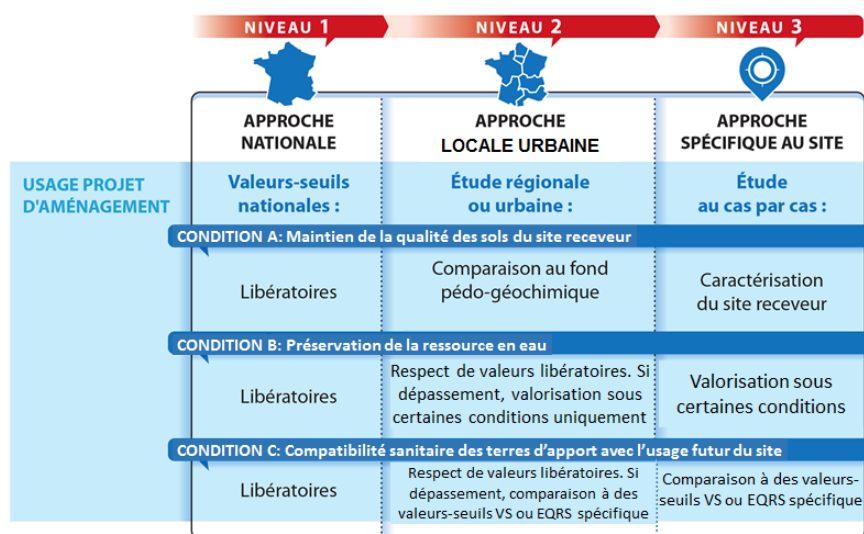 NIVEAU 1
NIVEAU 2
NIVEAU 3
APPROCHE
NATIONALE
APPROCHE
LOCALE URBAINE
APPROCHE
SPÉCIFIQUE AU SITE
USAGE PROJET
D'AMÉNAGEMENT
Valeurs-seuils
nationales :
Étude régionale
ou urbaine :
Étude
au cas par cas :
CONDITION A: Maintien de la qualité des sols du site receveur
Libératoires
Comparaison au fond
pédo-géochimique
Caractérisation
du site receveur
CONDITION B: Préservation de la ressource en eau
Libératoires
Respect de valeurs libératoires. Si
dépassement, valorisation sous
certaines conditions uniquement
Valorisation sous
certaines conditions
CONDITION C: Compatibilité sanitaire des terres d'apport avec l'usage futur du site
Libératoires
Respect de valeurs libératoires. Si
dépassement, comparaison à des
valeurs-seuils VS ou EQRS spécifique
Comparaison à des valeurs-
seuils VS ou EQRS spécifique